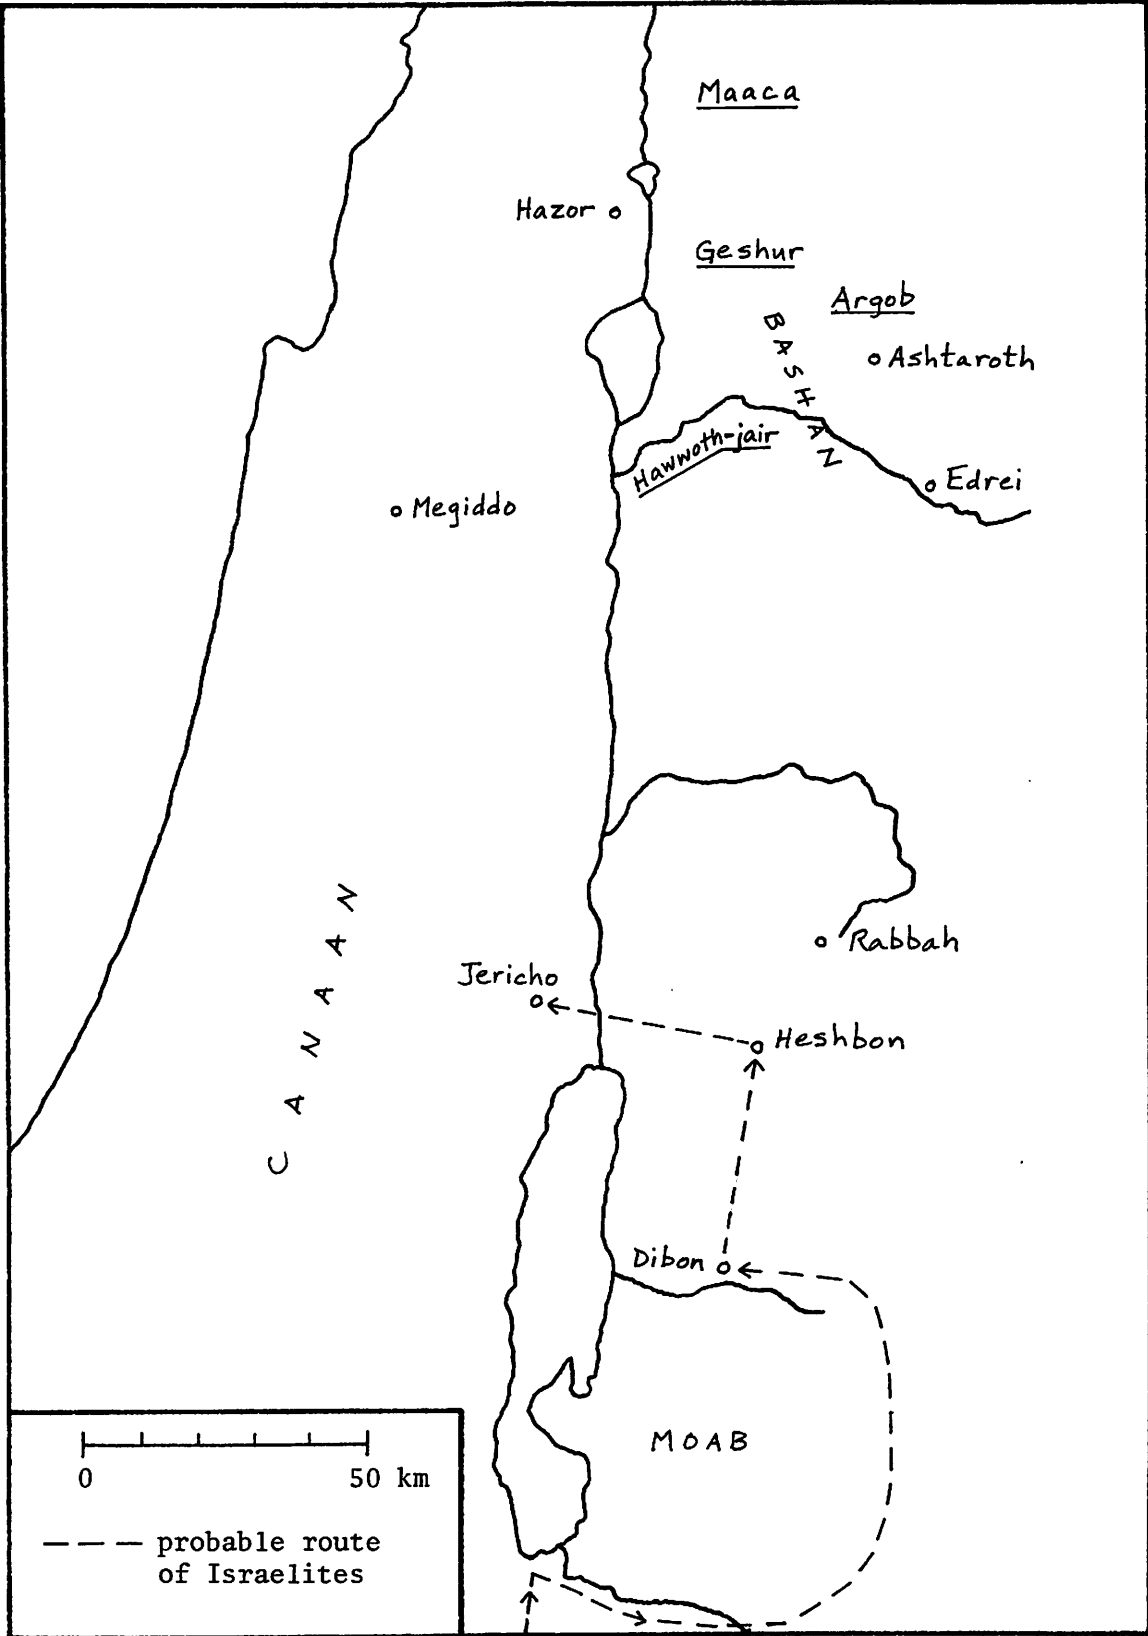 Maaca
Hazor
Geshur
Argob
BASHAN
Ashtaroth
Hawwoth-jair
Edrei
Megiddo
CANAAN
Rabbah
Jericho
Heshbon
Dibon
MOAB
0 50 km
probable route
of Israelites